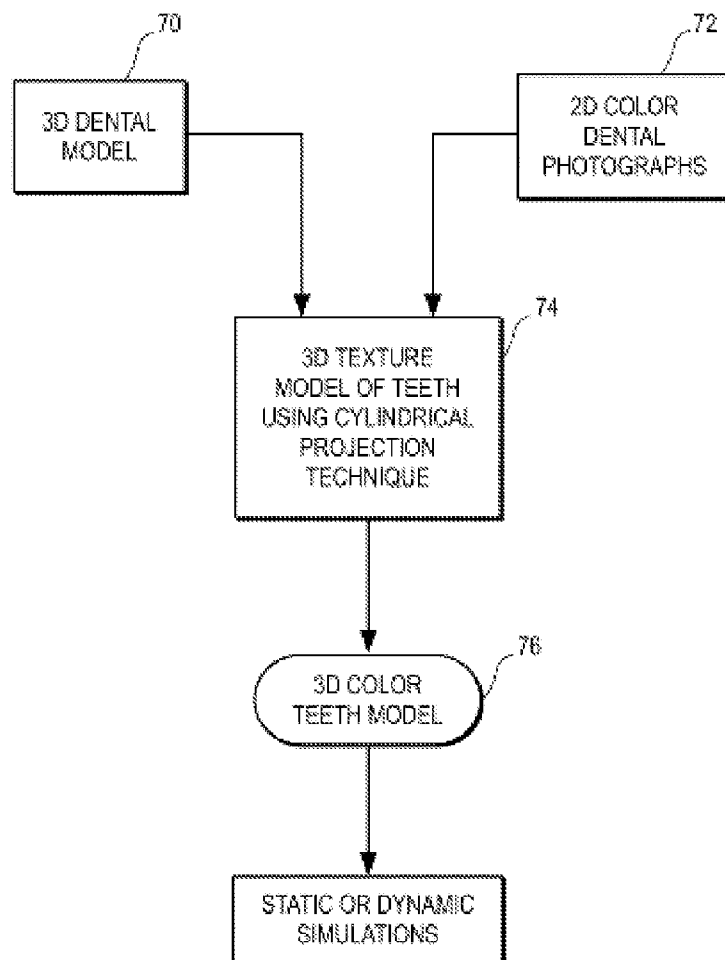 70
72
3D DENTAL
MODEL
2D COLOR
DENTAL
PHOTOGRAPHS
74
3D TEXTURE
MODEL OF TEETH
USING CYLINDRICAL
PROJECTION
TECHNIQUE
76
3D COLOR
TEETH MODEL
STATIC OR DYNAMIC
SIMULATIONS